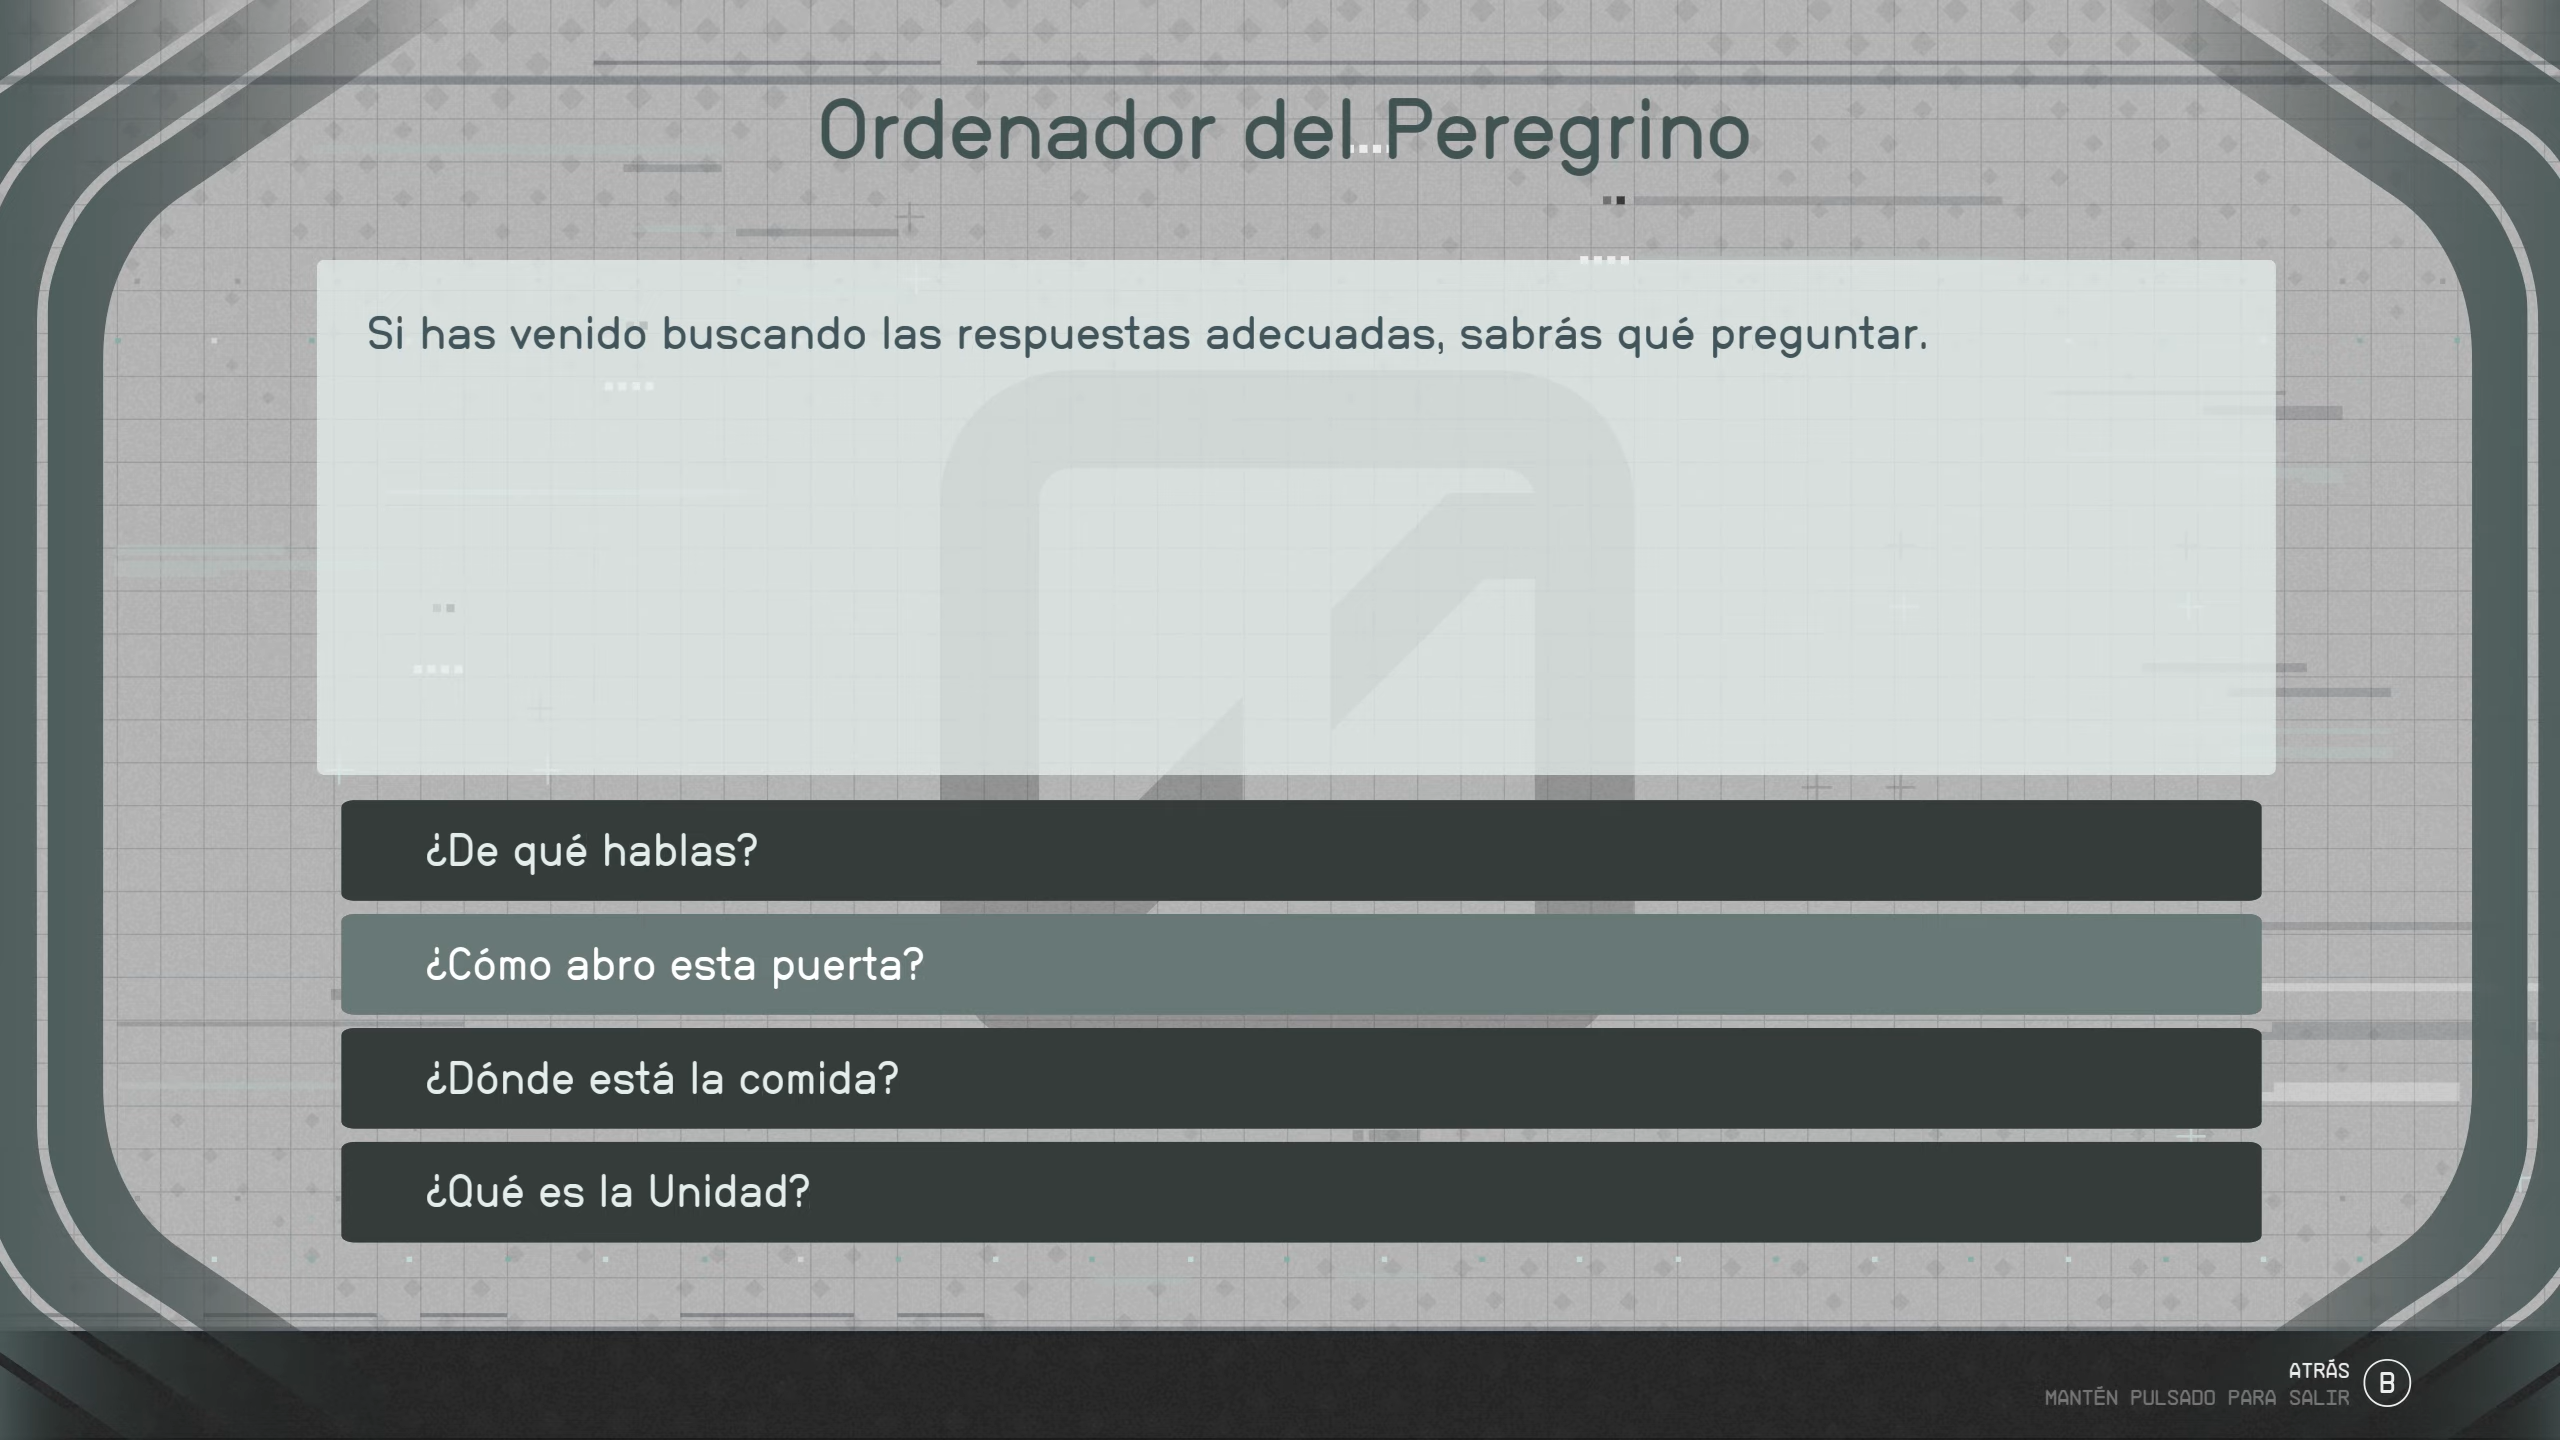 Ordenador del Peregrino
Si has venido buscando las respuestas adecuadas, sabrás qué preguntar.
¿De qué hablas?
¿Cómo abro esta puerta?
¿Dónde está la comida?
¿Qué es la Unidad?
ATRÁS
MANTÉN PULSADO PARA SALIR
B